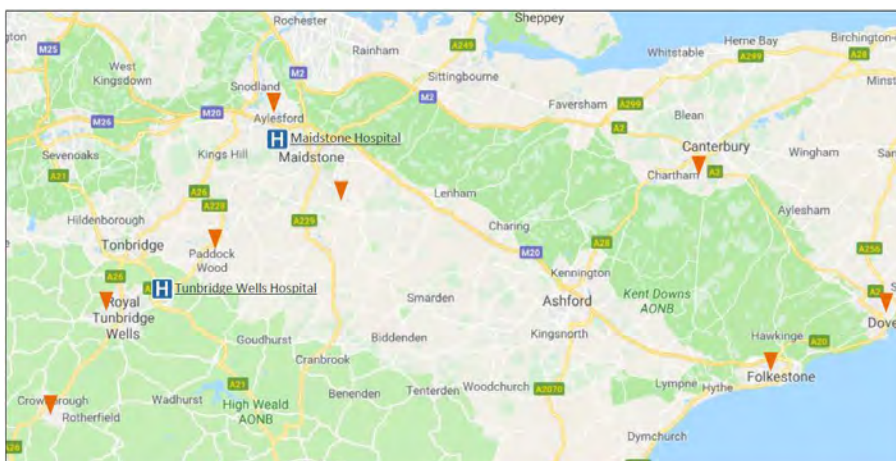 Rochester
Sheppey
Herne Bay
Birchington-
M25
Rainham
A249
Whitstable
A299
A28
West
Kingsdown
M2
Sittingbourne
Minst
Snodland
M20
Aylesford
M2
Faversham
A299
Blean
M26
A2
Maidstone Hospital
Canterbury
Sevenoaks
Kings Hill
Maidstone
Wingham
San
A21
Chartham
A2
A26
Lenham
A228
A229
Aylesham
Hildenborough
Charing
Tonbridge
Paddock
Wood
M20
A28
A256
A26
Kennington
Tunbridge Wells Hospital
Kent Downs
AONB
A2
Royal
Tunbridge
Wells
Smarden
Ashford
Dove
Goudhurst
Biddenden
Kingsnorth
Hawkinge
A20
Cranbrook
Folkestone
A21
Benenden
Tenterden
Woodchurch
A2070
Lympne
Hythe
Wadhurst
High Weald
AONB
Rotherfield
Dymchurch
A26